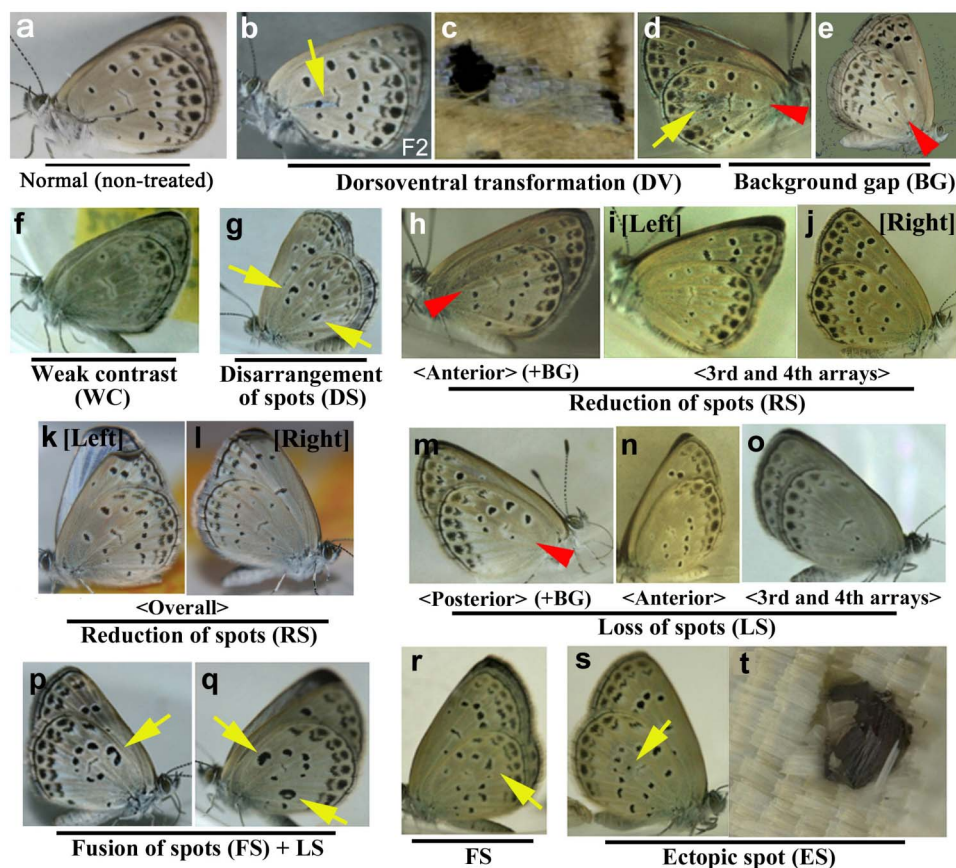 a
b
c
d
e
F2
Normal (non-treated)
Dorsoventral transformation (DV)
Background gap (BG)
f
g
h
i [Left]
j [Right]
Weak contrast
(WC)
Disarrangement
of spots (DS)
<Anterior> (+BG)
<3rd and 4th arrays>
Reduction of spots (RS)
k [Left]
l [Right]
m
n
o
<Overall>
Reduction of spots (RS)
<Posterior> (+BG)
<Anterior>
<3rd and 4th arrays>
Loss of spots (LS)
p
q
r
s
t
Fusion of spots (FS) + LS
FS
Ectopic spot (ES)